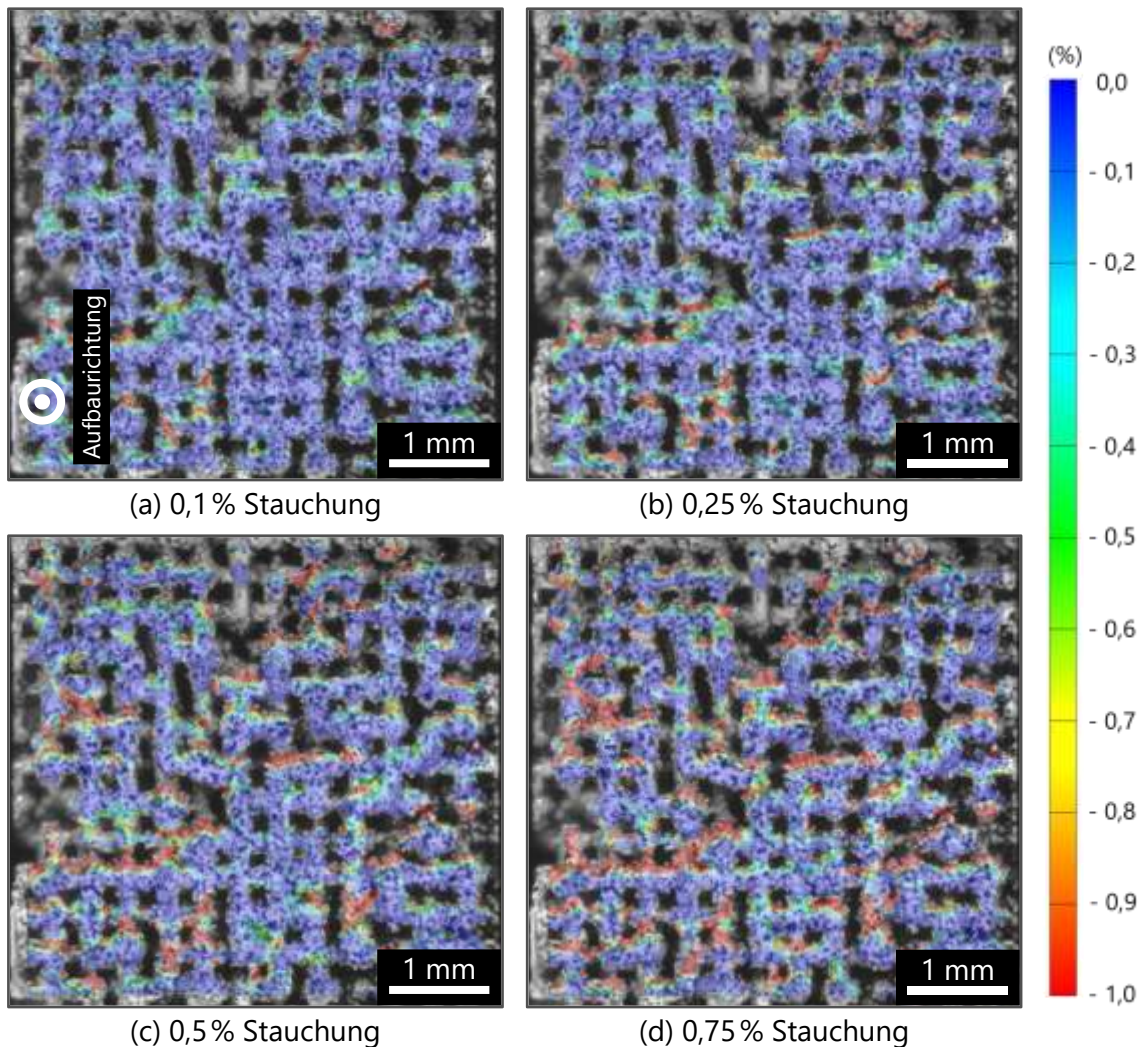 Aufbaurichtung
1 mm
1 mm
(a) 0,1 % Stauchung
(b) 0,25 % Stauchung
1 mm
1 mm
(c) 0,5 % Stauchung
(d) 0,75 % Stauchung
(%)
0,0
- 0,1
- 0,2
- 0,3
- 0,4
- 0,5
- 0,6
- 0,7
- 0,8
- 0,9
- 1,0